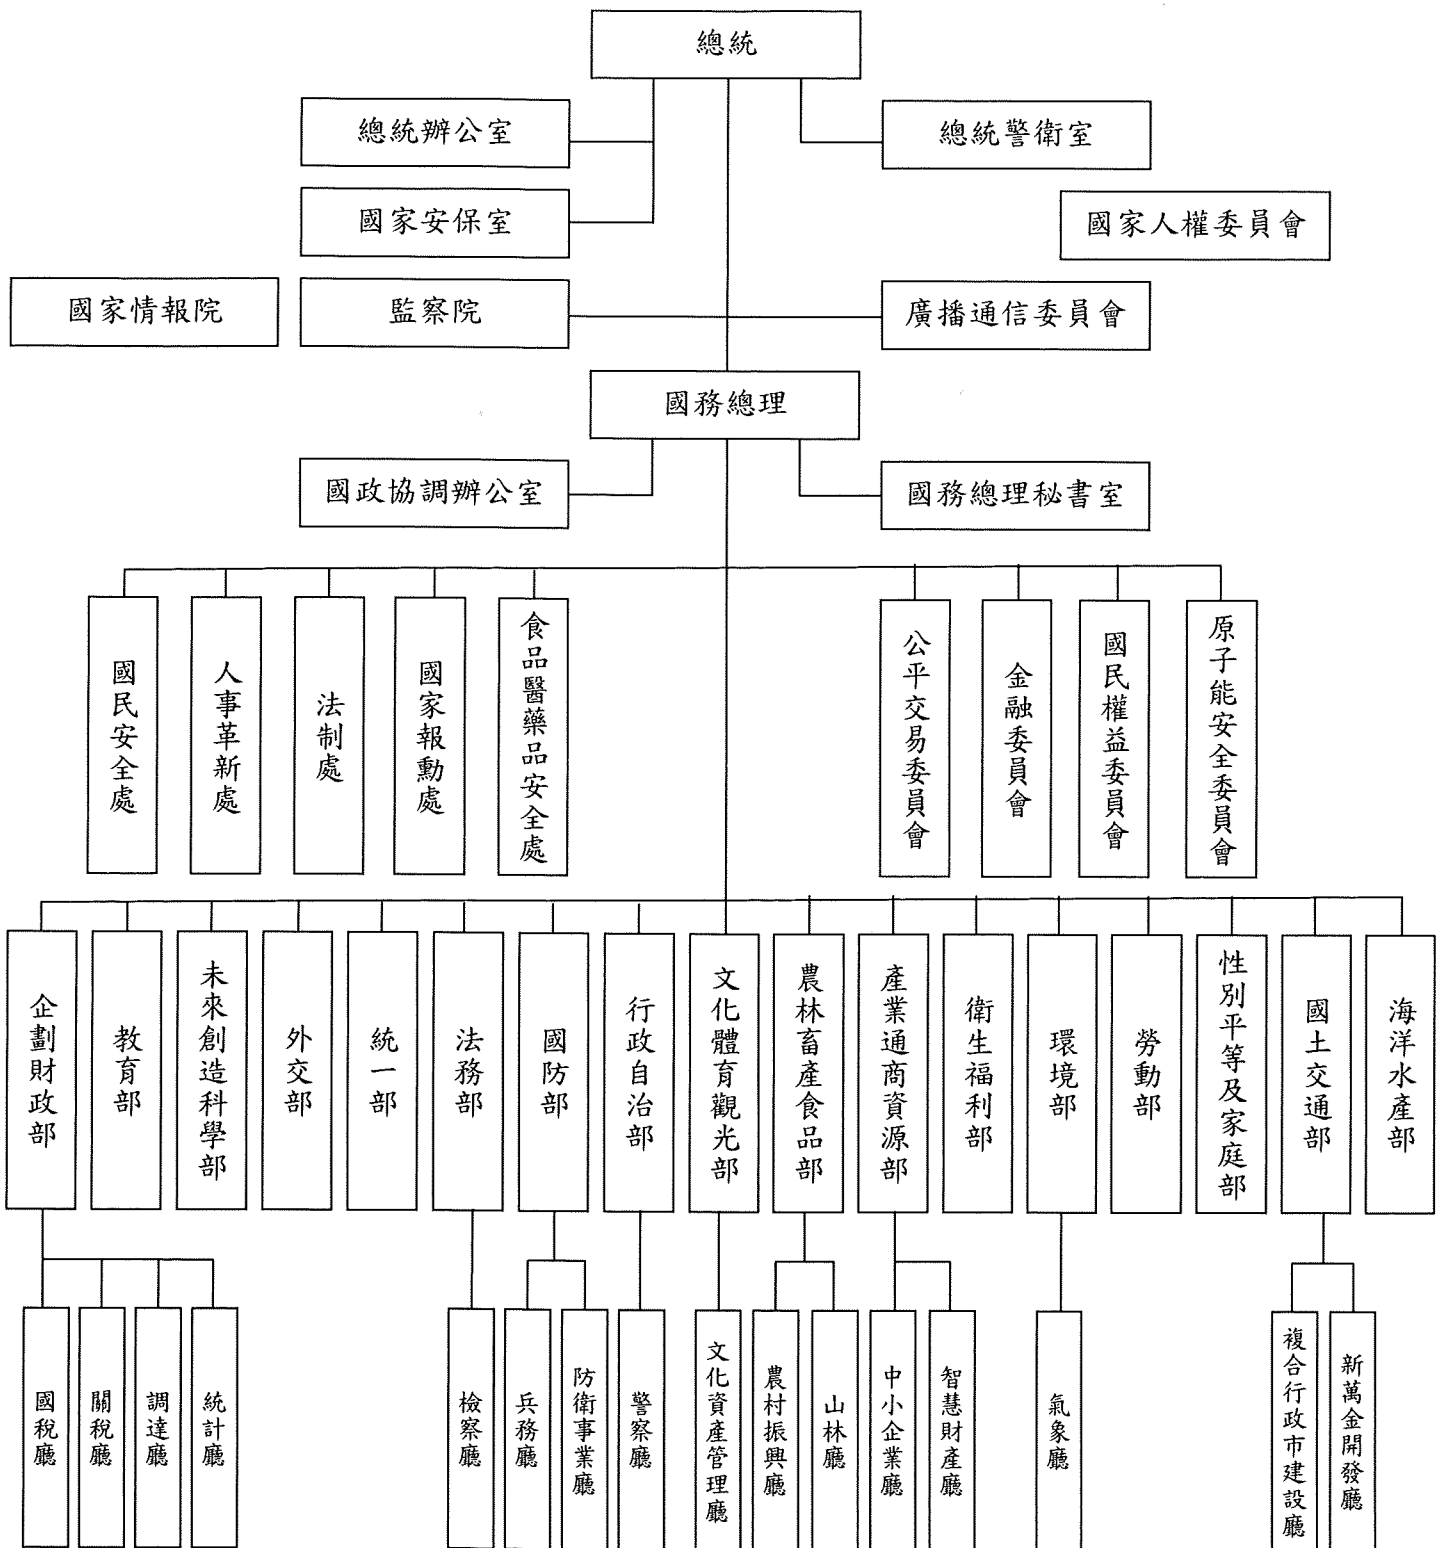 總統
總統辦公室
總統警衛室
國家安保室
國家人權委員會
國家情報院
監察院
廣播通信委員會
國務總理
國政協調辦公室
國務總理秘書室
國民安全處
人事革新處
法制處
國家報勳處
食品醫藥品安全處
公平交易委員會
金融委員會
國民權益委員會
原子能安全委員會
企劃財政部
教育部
未來創造科學部
外交部
統一部
法務部
國防部
行政自治部
文化體育觀光部
農林畜產食品部
產業通商資源部
衛生福利部
環境部
勞動部
性別平等及家庭部
國土交通部
海洋水產部
國稅廳
關稅廳
調達廳
統計廳
檢察廳
兵務廳
防衛事業廳
警察廳
文化資產管理廳
農村振興廳
山林廳
中小企業廳
智慧財產廳
氣象廳
複合行政市建設廳
新萬金開發廳